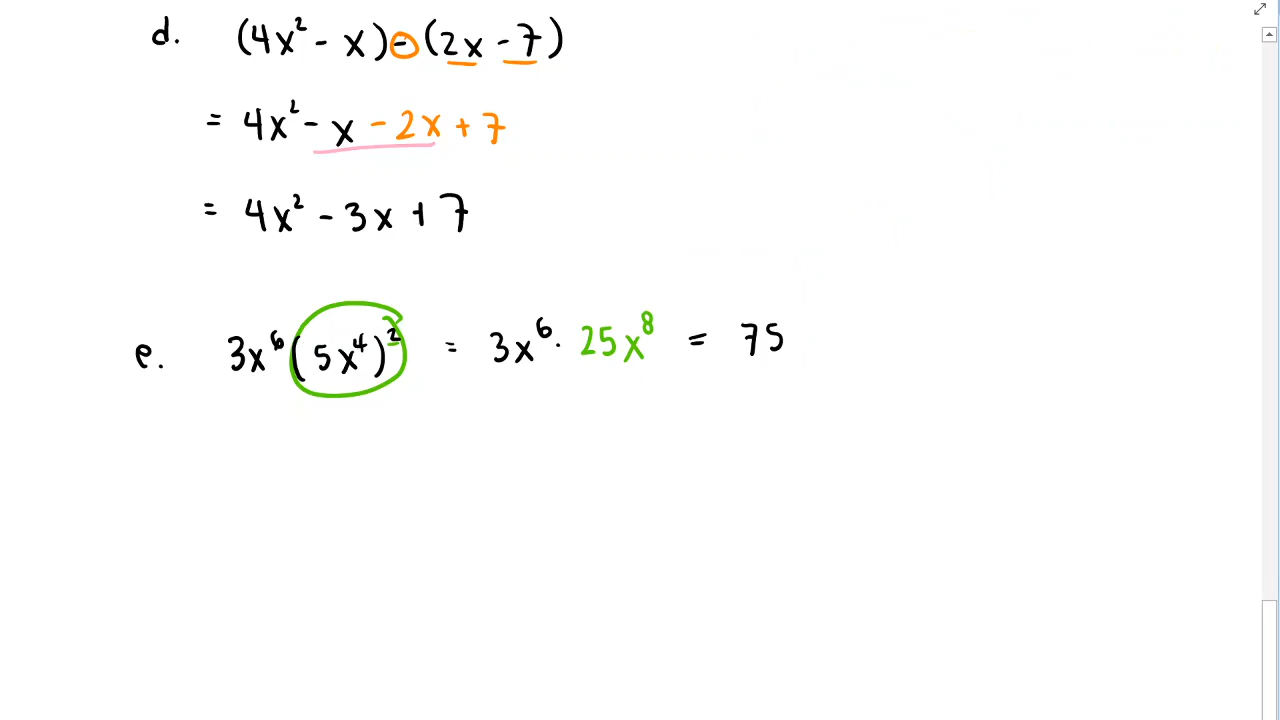 d. (4x² - x) - (2x - 7)
= 4x² - x - 2x + 7
= 4x² - 3x + 7
e. 3x⁶(5x⁴)² = 3x⁶ · 25x⁸ = 75